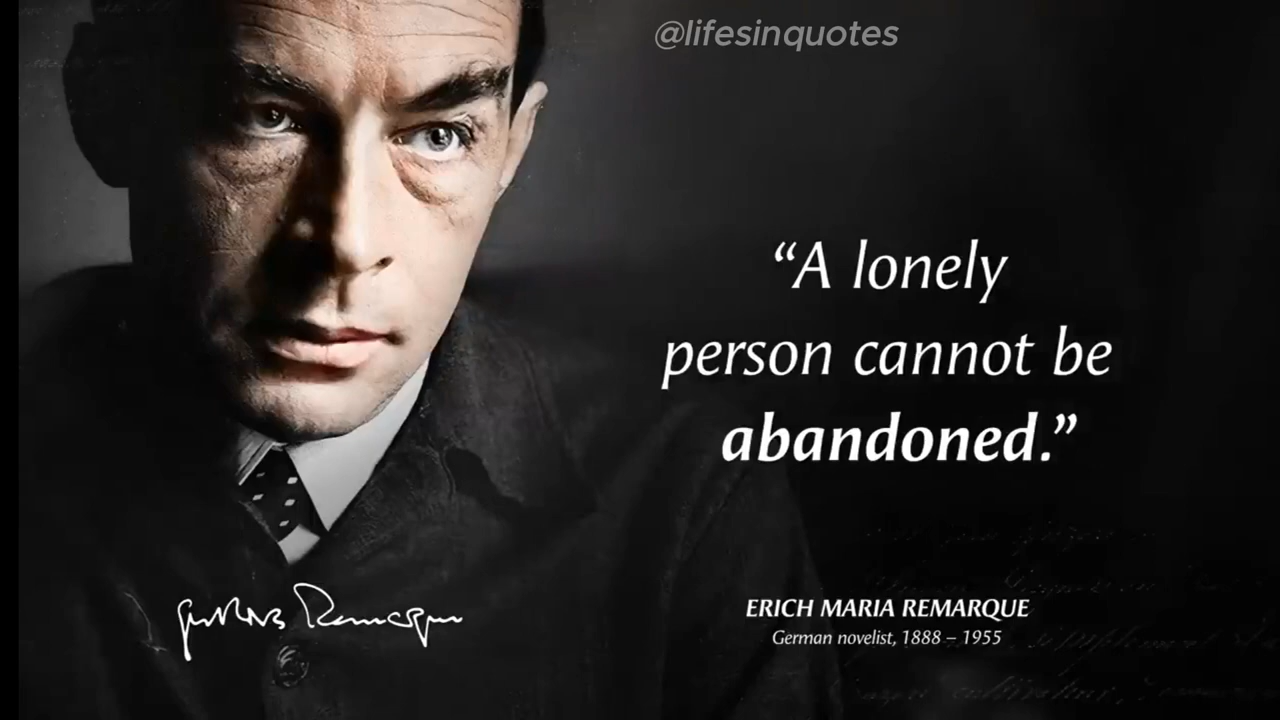 @lifesinquotes
“A lonely
person cannot be
abandoned.”
ERICH MARIA REMARQUE
German novelist, 1888 – 1955